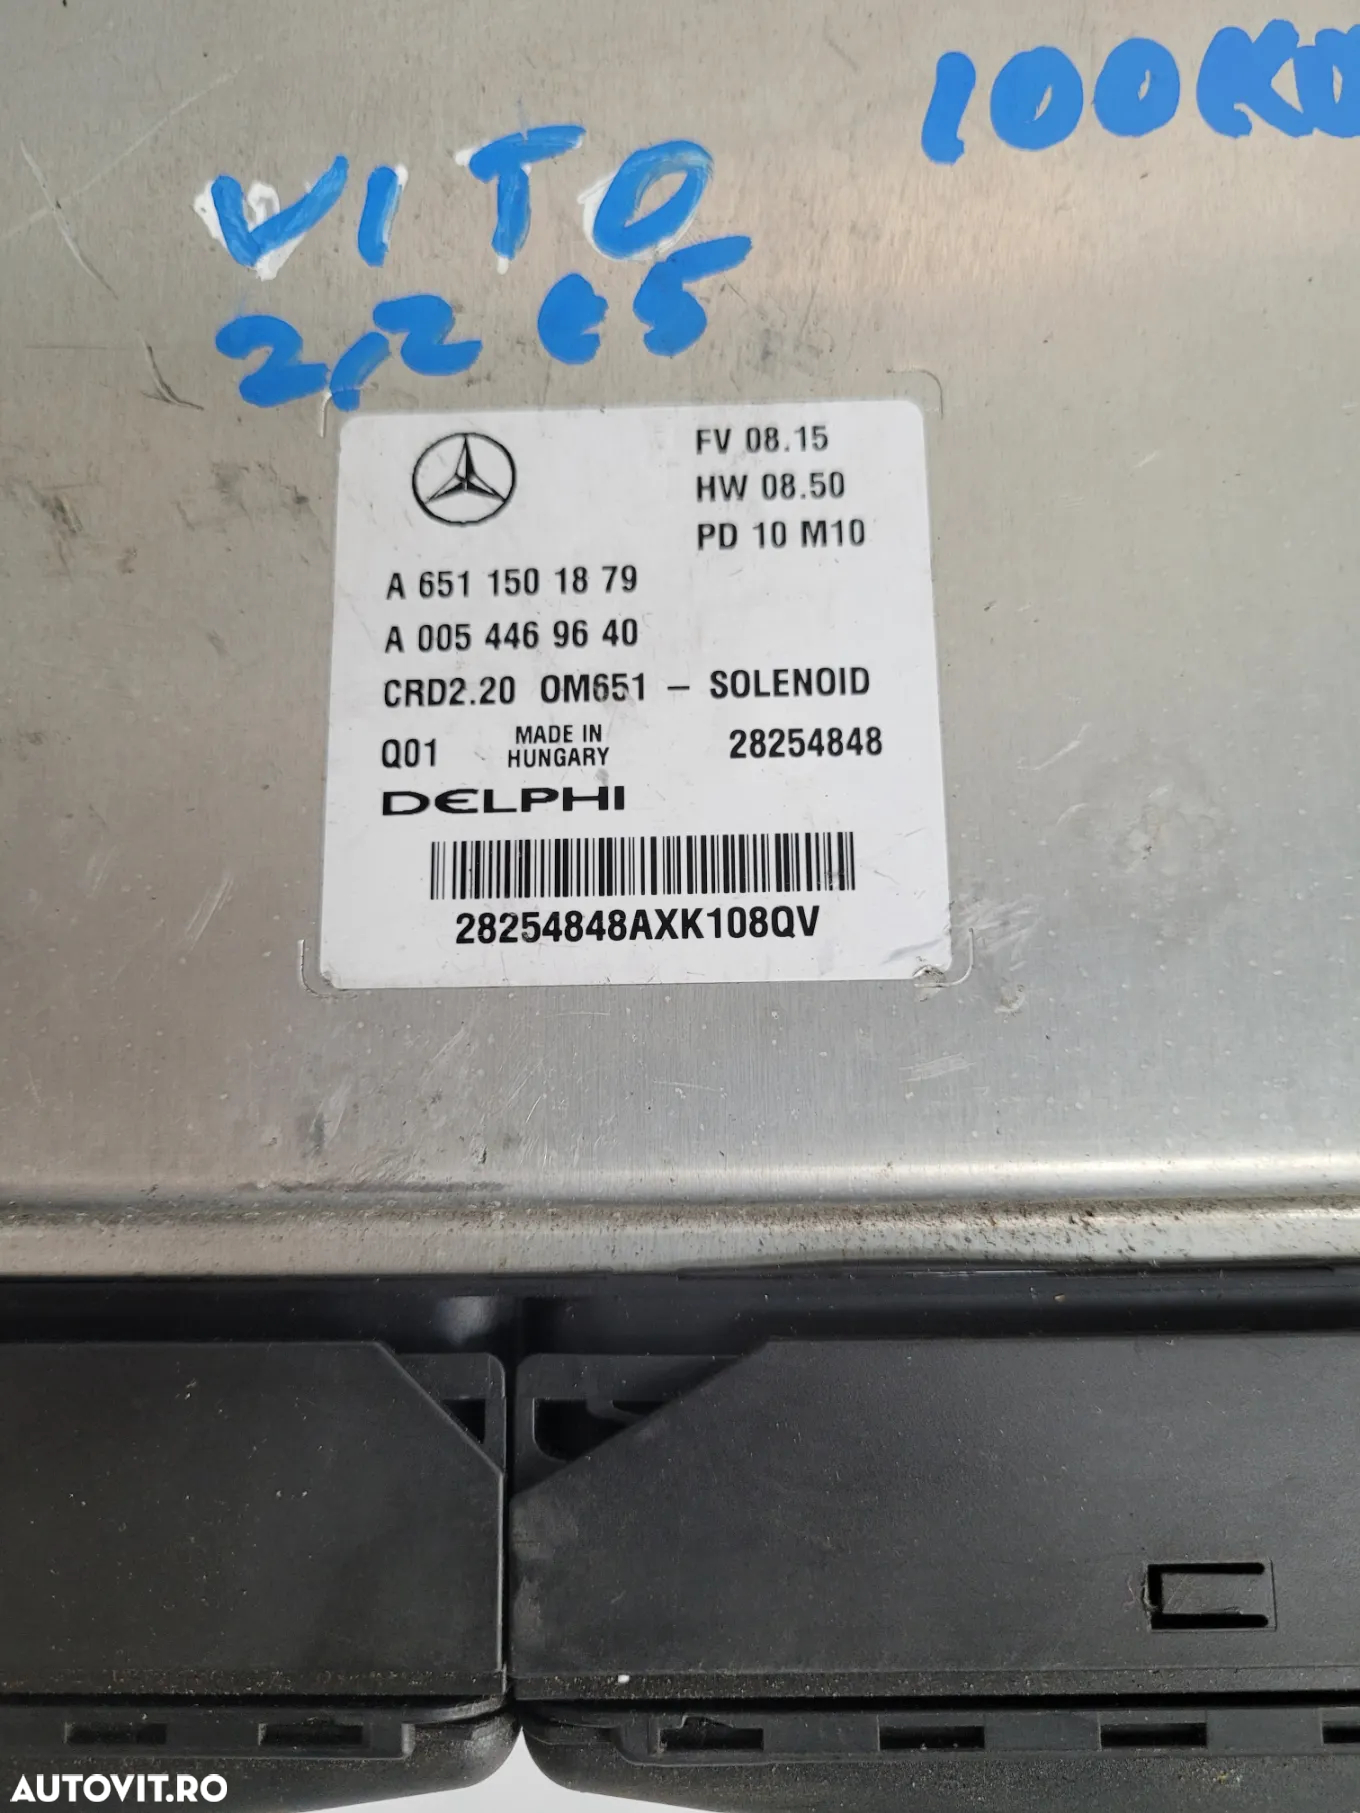 100KW
VITO
2,2 e5
FV 08.15
HW 08.50
PD 10 M10
A 651 150 18 79
A 005 446 96 40
CRD2.20 OM651 – SOLENOID
Q01 MADE IN HUNGARY 28254848
DELPHI
28254848AXK108QV
AUTOVIT.RO